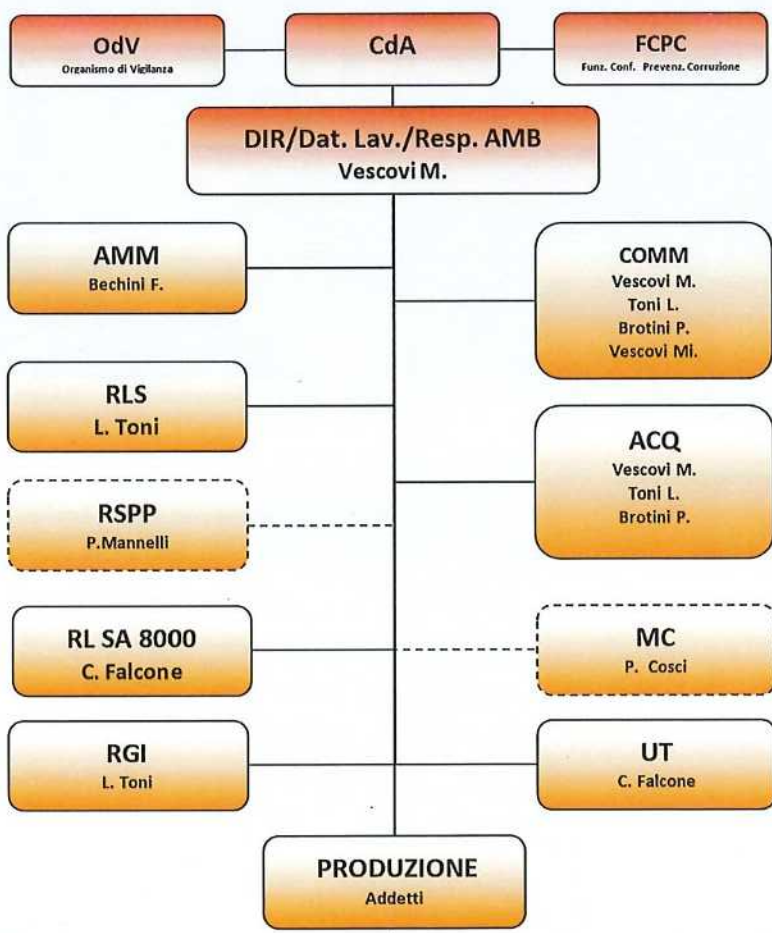 OdV
Organismo di Vigilanza
CdA
FCPC
Funz. Conf. Prevenz. Corruzione
DIR/Dat. Lav./Resp. AMB
Vescovi M.
AMM
Bechini F.
COMM
Vescovi M.
Toni L.
Brotini P.
Vescovi Mi.
RLS
L. Toni
ACQ
Vescovi M.
Toni L.
Brotini P.
RSPP
P.Mannelli
RL SA 8000
C. Falcone
MC
P. Cosci
RGI
L. Toni
UT
C. Falcone
PRODUZIONE
Addetti